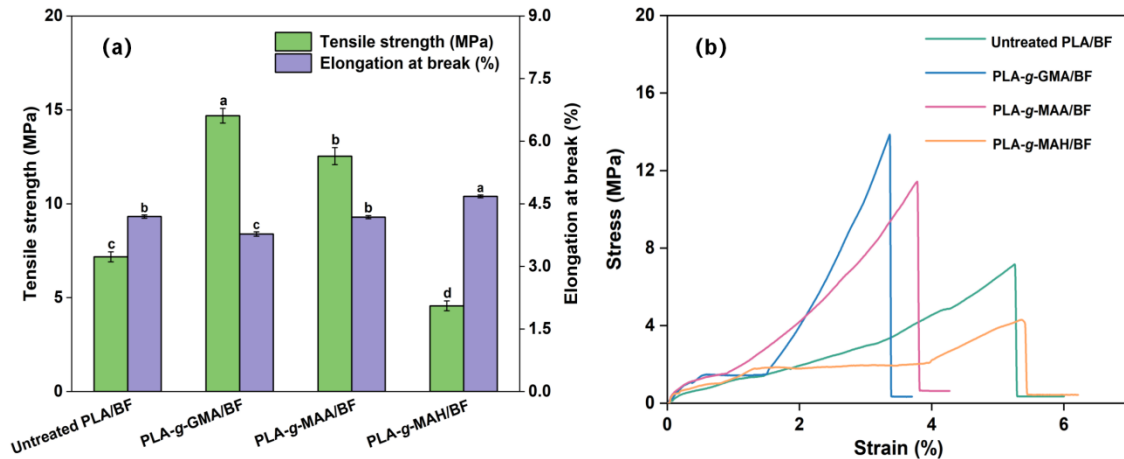 (a)
Tensile strength (MPa)
Elongation at break (%)
Tensile strength (MPa)
20
15
10
5
0
c
b
a
c
b
b
d
a
9.0
7.5
6.0
4.5
3.0
1.5
0.0
Elongation at break (%)
Untreated PLA/BF
PLA-g-GMA/BF
PLA-g-MAA/BF
PLA-g-MAH/BF
(b)
Untreated PLA/BF
PLA-g-GMA/BF
PLA-g-MAA/BF
PLA-g-MAH/BF
Stress (MPa)
20
16
12
8
4
0
0
2
4
6
Strain (%)